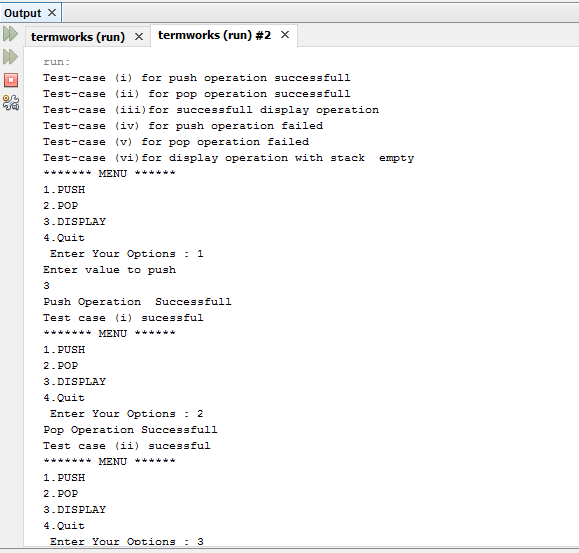 Output
termworks (run) termworks (run) #2
run:
Test-case (i) for push operation successfull
Test-case (ii) for pop operation successfull
Test-case (iii)for successfull display operation
Test-case (iv) for push operation failed
Test-case (v) for pop operation failed
Test-case (vi)for display operation with stack  empty
******* MENU ******
1.PUSH
2.POP
3.DISPLAY
4.Quit
 Enter Your Options : 1
Enter value to push
3
Push Operation  Successfull
Test case (i) sucessful
******* MENU ******
1.PUSH
2.POP
3.DISPLAY
4.Quit
 Enter Your Options : 2
Pop Operation Successfull
Test case (ii) sucessful
******* MENU ******
1.PUSH
2.POP
3.DISPLAY
4.Quit
 Enter Your Options : 3